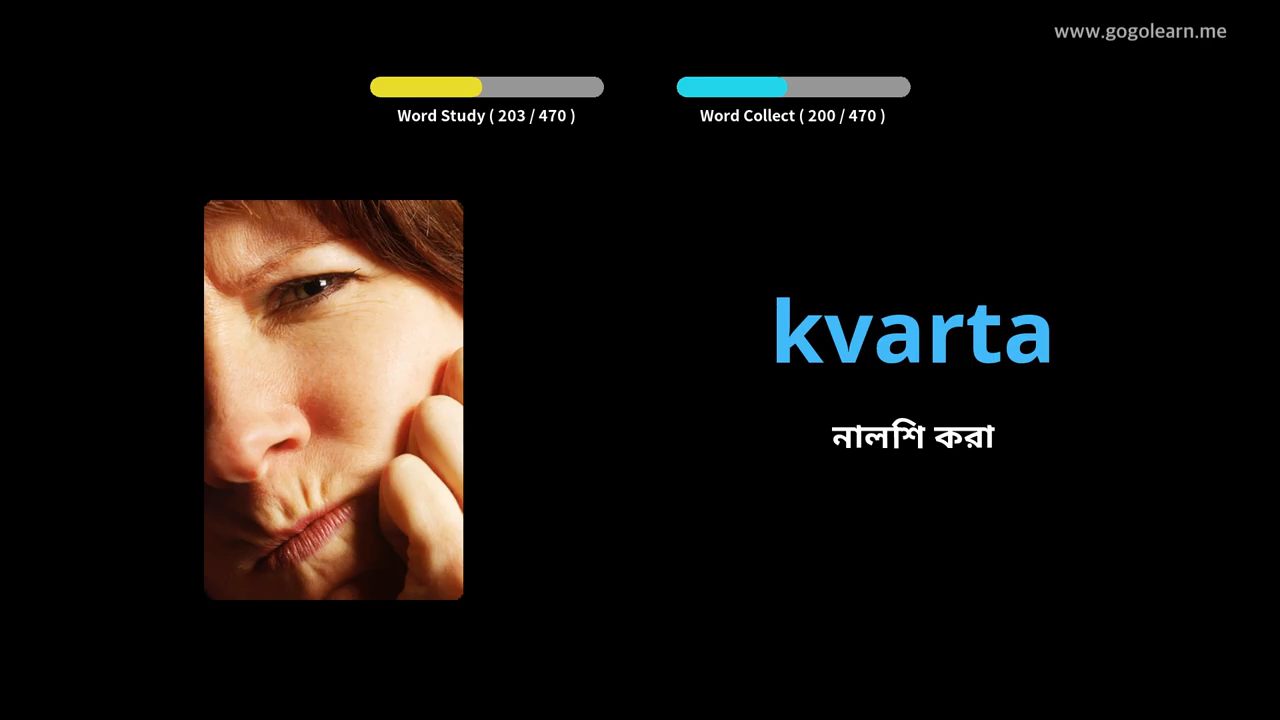 www.gogolearn.me
Word Study ( 203 / 470 )
Word Collect ( 200 / 470 )
kvarta
নালশি করা